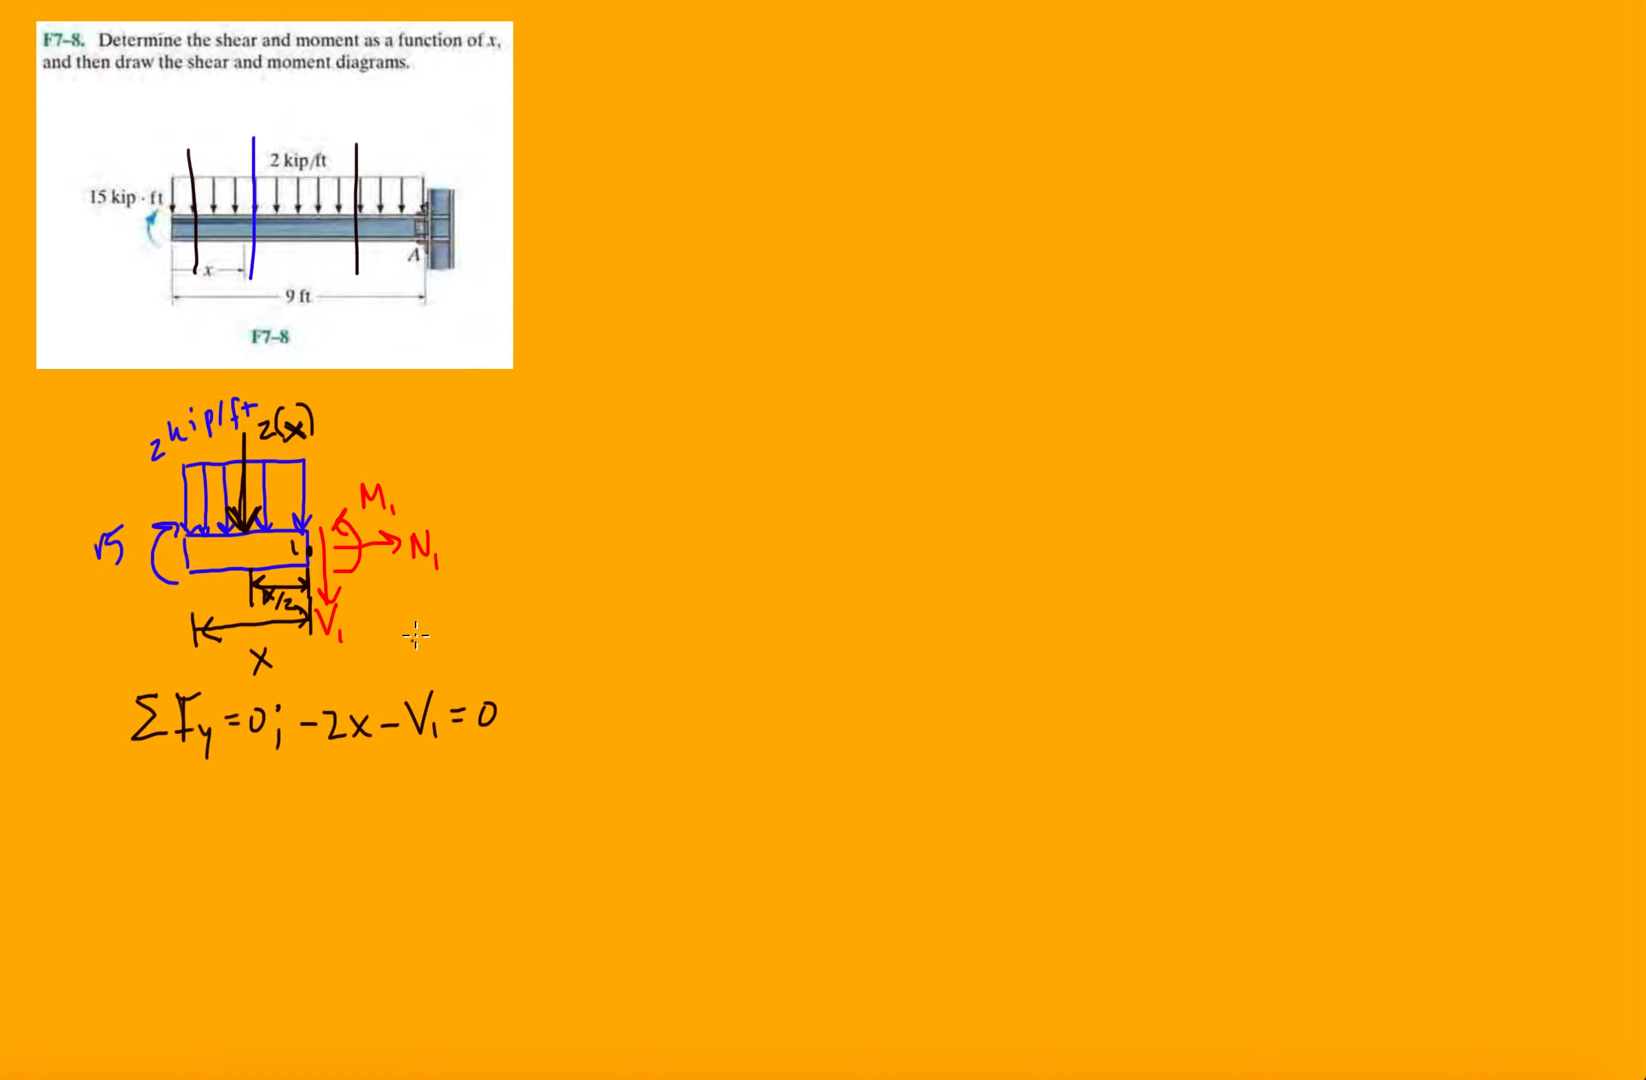 F7–8. Determine the shear and moment as a function of x,
and then draw the shear and moment diagrams.
2 kip/ft
15 kip · ft
x
A
9 ft
F7–8
2 kip/ft 2(x)
M₁
15
N₁
x/2
V₁
x
ΣFy = 0; -2x - V₁ = 0